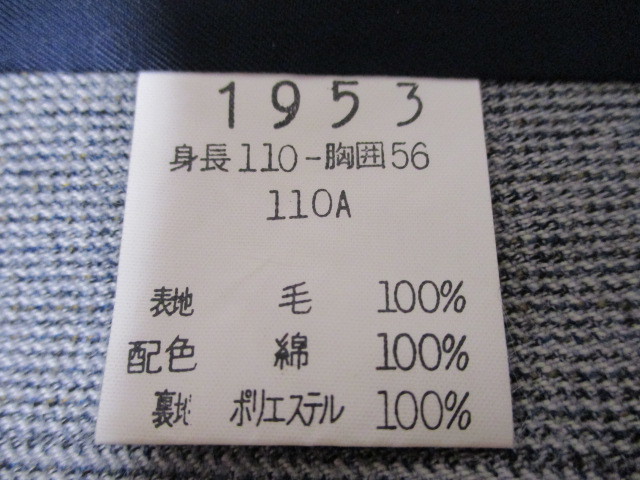 1953
身長110-胸囲56
110A
表地 毛 100%
配色 綿 100%
裏地 ポリエステル 100%